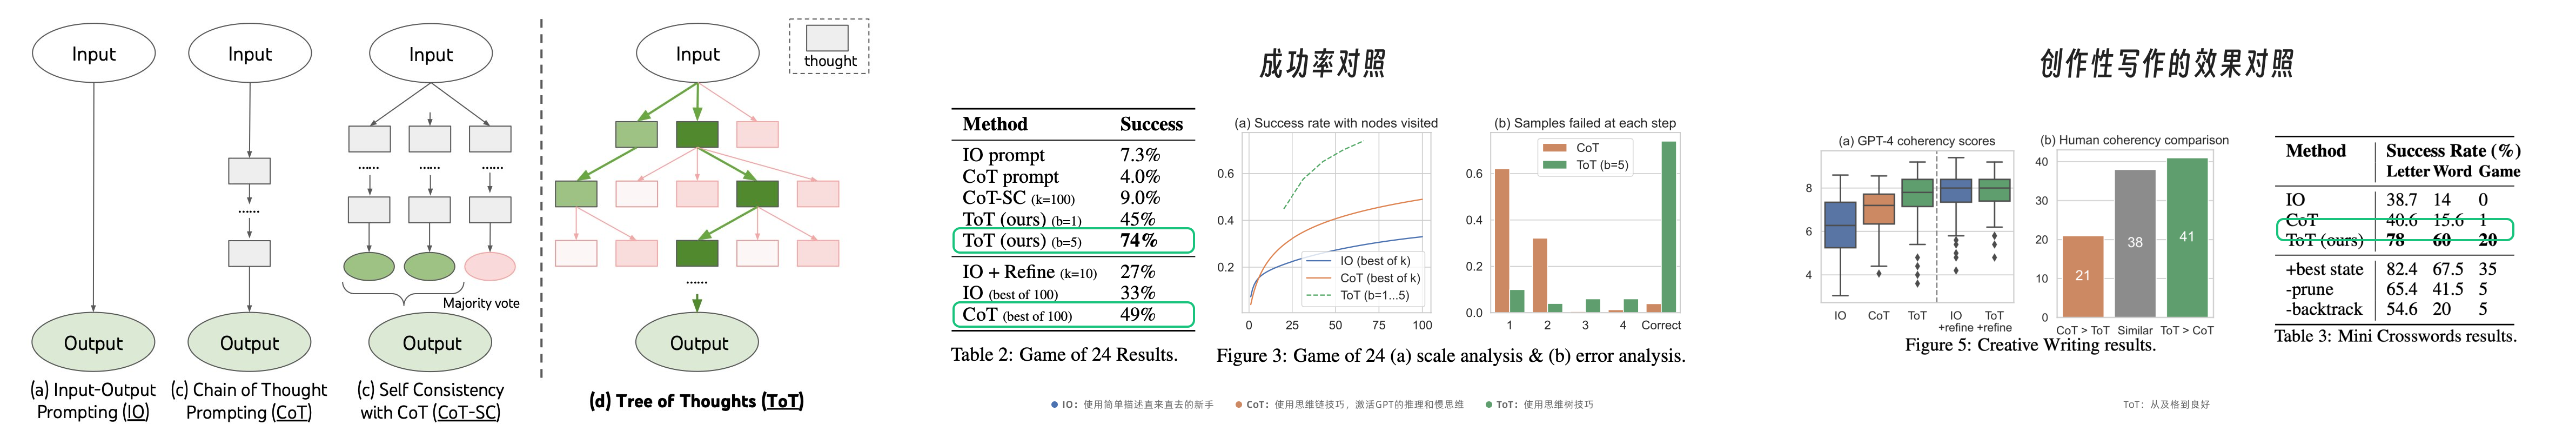 Input
Output
(a) Input-Output
Prompting (IO)
Input
Output
(c) Chain of Thought
Prompting (CoT)
Input
Majority vote
Output
(c) Self Consistency
with CoT (CoT-SC)
Input
thought
Output
(d) Tree of Thoughts (ToT)
成功率对照
Method Success
IO prompt 7.3%
CoT prompt 4.0%
CoT-SC (k=100) 9.0%
ToT (ours) (b=1) 45%
ToT (ours) (b=5) 74%
IO + Refine (k=10) 27%
IO (best of 100) 33%
CoT (best of 100) 49%
Table 2: Game of 24 Results.
(a) Success rate with nodes visited
0.6
0.4
0.2
IO (best of k)
CoT (best of k)
ToT (b=1...5)
0 25 50 75 100
(b) Samples failed at each step
CoT
ToT (b=5)
0.6
0.4
0.2
0.0
1 2 3 4 Correct
Figure 3: Game of 24 (a) scale analysis & (b) error analysis.
IO：使用简单描述直来直去的新手
CoT：使用思维链技巧，激活GPT的推理和慢思维
ToT：使用思维树技巧
创作性写作的效果对照
(a) GPT-4 coherency scores
8
6
4
IO CoT ToT IO ToT
+refine +refine
(b) Human coherency comparison
40
30
20
10
0
21
38
41
CoT > ToT Similar ToT > CoT
Figure 5: Creative Writing results.
Method Success Rate (%)
Letter Word Game
IO 38.7 14 0
CoT 40.6 15.6 1
ToT (ours) 78 60 20
+best state 82.4 67.5 35
-prune 65.4 41.5 5
-backtrack 54.6 20 5
Table 3: Mini Crosswords results.
ToT：从及格到良好